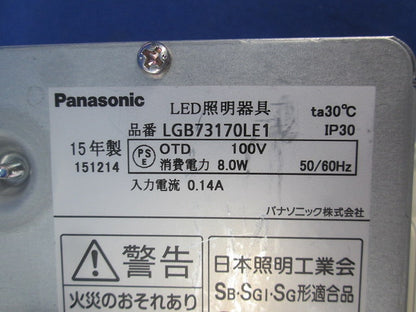 Panasonic LED照明器具 ta30℃
品番 LGB73170LE1 IP30
15年製 OTD 100V
151214 PSE 消費電力 8.0W 50/60Hz
入力電流 0.14A
パナソニック株式会社
警告 日本照明工業会
火災のおそれあり SB・SGI・SG形適合品